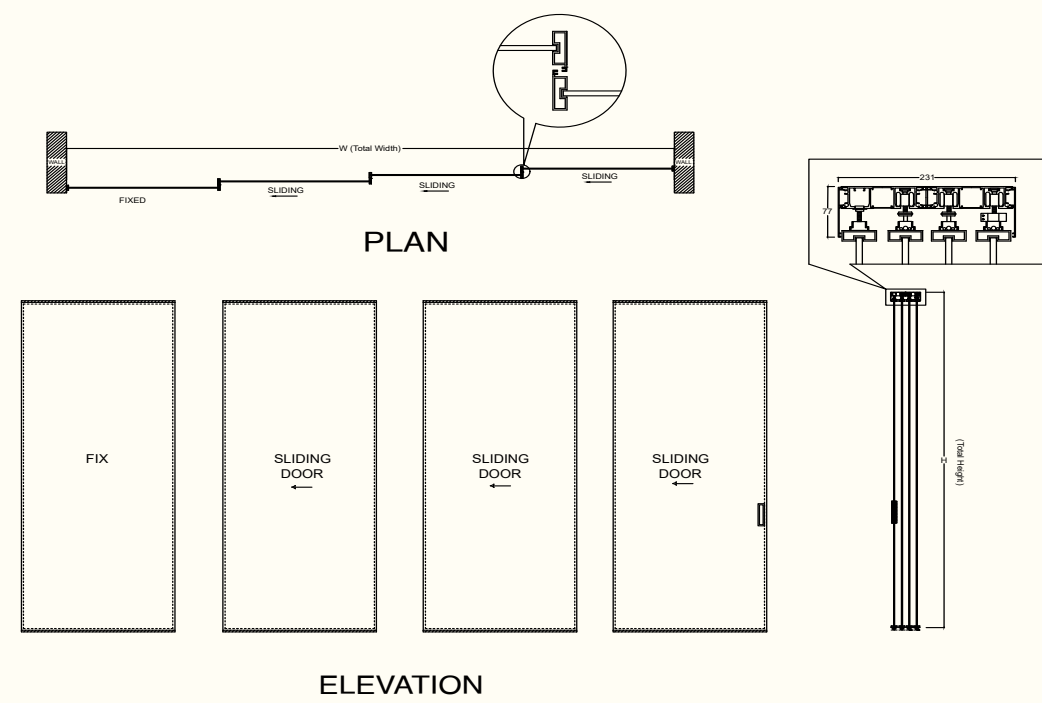 W (Total Width)
WALL
WALL
FIXED
SLIDING
SLIDING
SLIDING
PLAN
231
77
FIX
SLIDING
DOOR
SLIDING
DOOR
SLIDING
DOOR
H
(Total Height)
ELEVATION